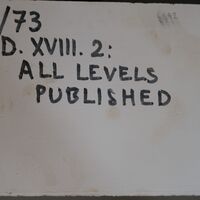 /73
D. XVIII. 2:
ALL LEVELS
PUBLISHED